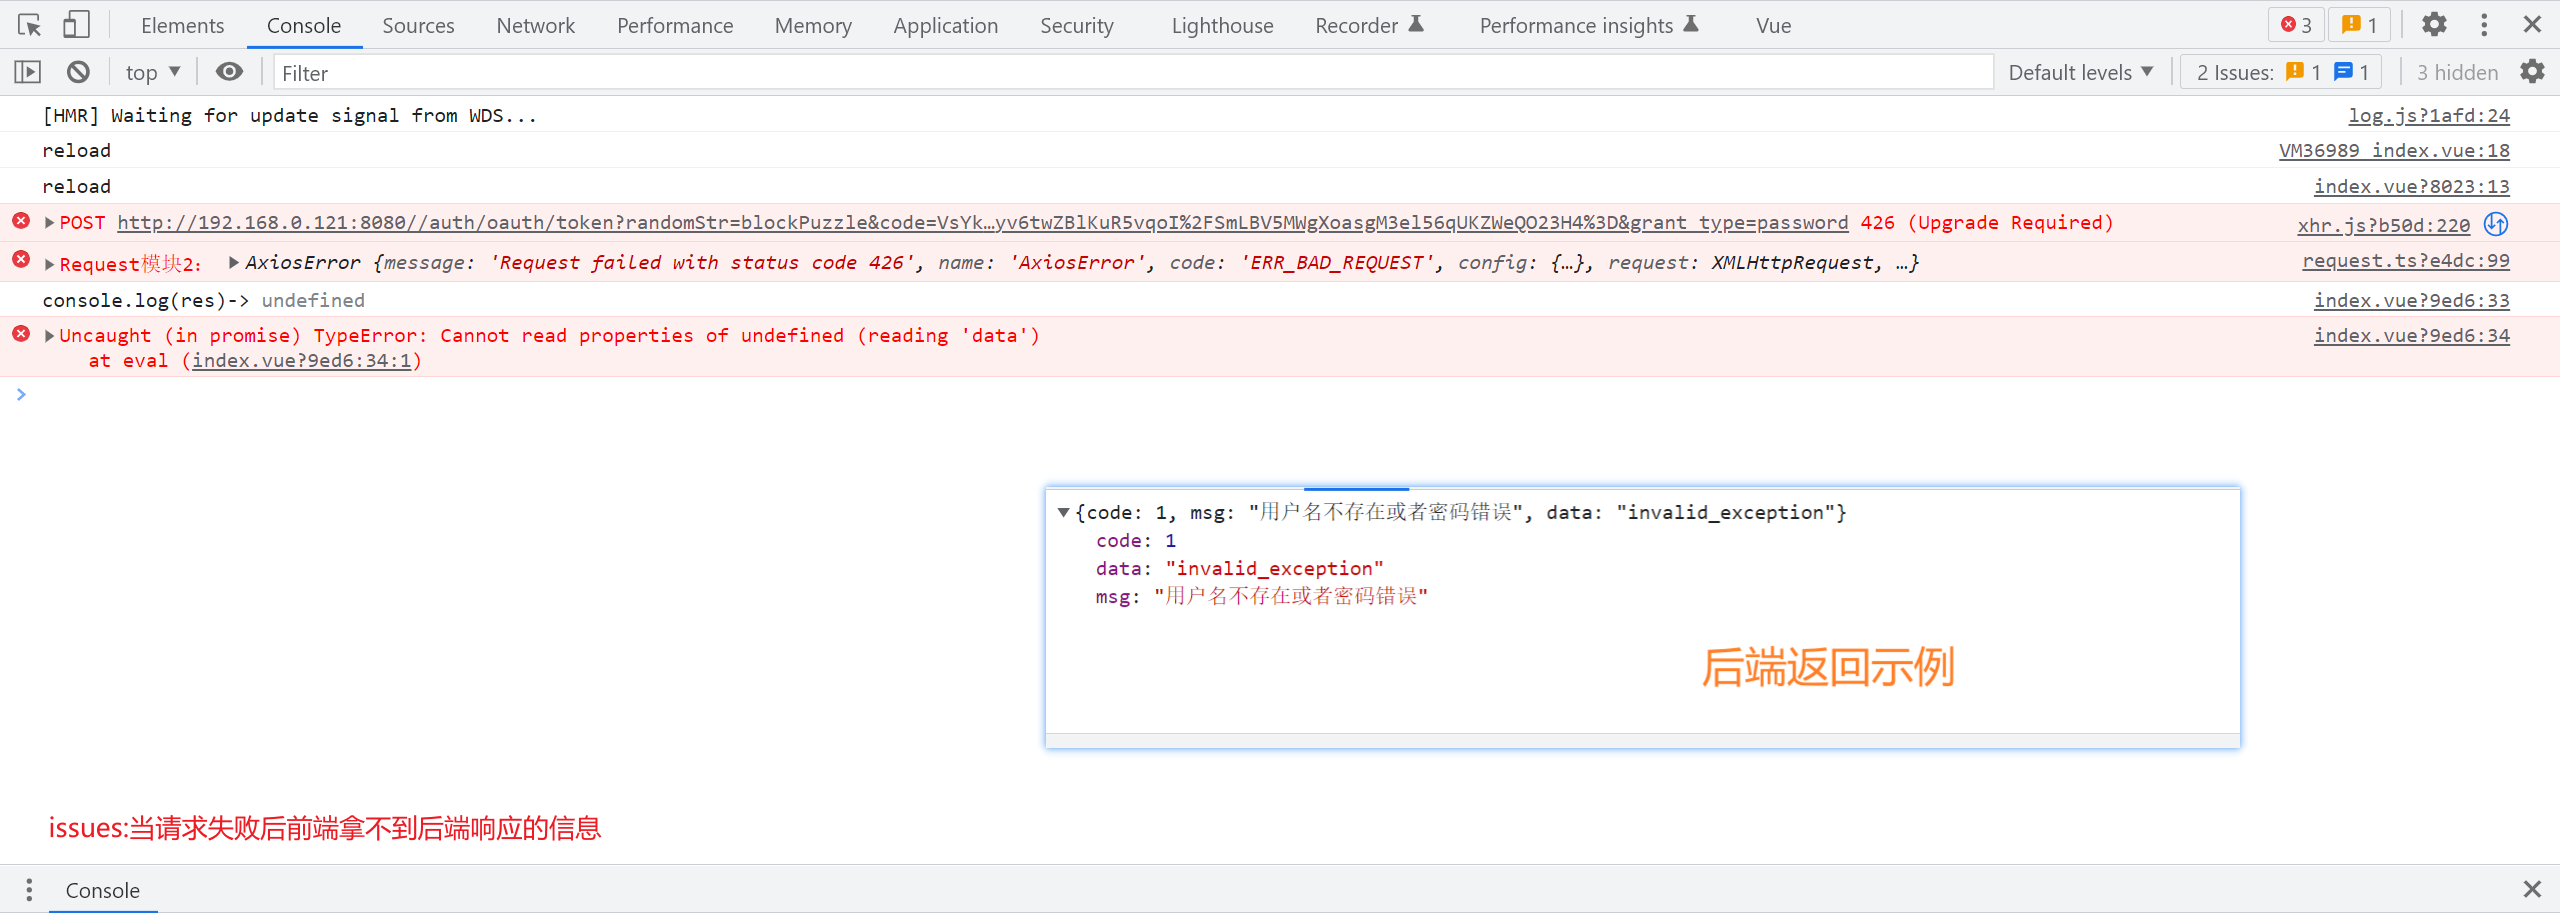 Elements Console Sources Network Performance Memory Application Security Lighthouse Recorder Performance insights Vue 3 1
top Filter Default levels 2 Issues: 1 1 3 hidden
[HMR] Waiting for update signal from WDS... log.js?1afd:24
reload VM36989 index.vue:18
reload index.vue?8023:13
POST http://192.168.0.121:8080//auth/oauth/token?randomStr=blockPuzzle&code=VsYk…yv6twZBlKuR5vqoI%2FSmLBV5MWgXoasgM3el56qUKZWeQO23H4%3D&grant_type=password 426 (Upgrade Required) xhr.js?b50d:220
Request模块2： AxiosError {message: 'Request failed with status code 426', name: 'AxiosError', code: 'ERR_BAD_REQUEST', config: {…}, request: XMLHttpRequest, …} request.ts?e4dc:99
console.log(res)-> undefined index.vue?9ed6:33
Uncaught (in promise) TypeError: Cannot read properties of undefined (reading 'data') index.vue?9ed6:34
at eval (index.vue?9ed6:34:1)
{code: 1, msg: "用户名不存在或者密码错误", data: "invalid_exception"}
code: 1
data: "invalid_exception"
msg: "用户名不存在或者密码错误"
后端返回示例
issues:当请求失败后前端拿不到后端响应的信息
Console